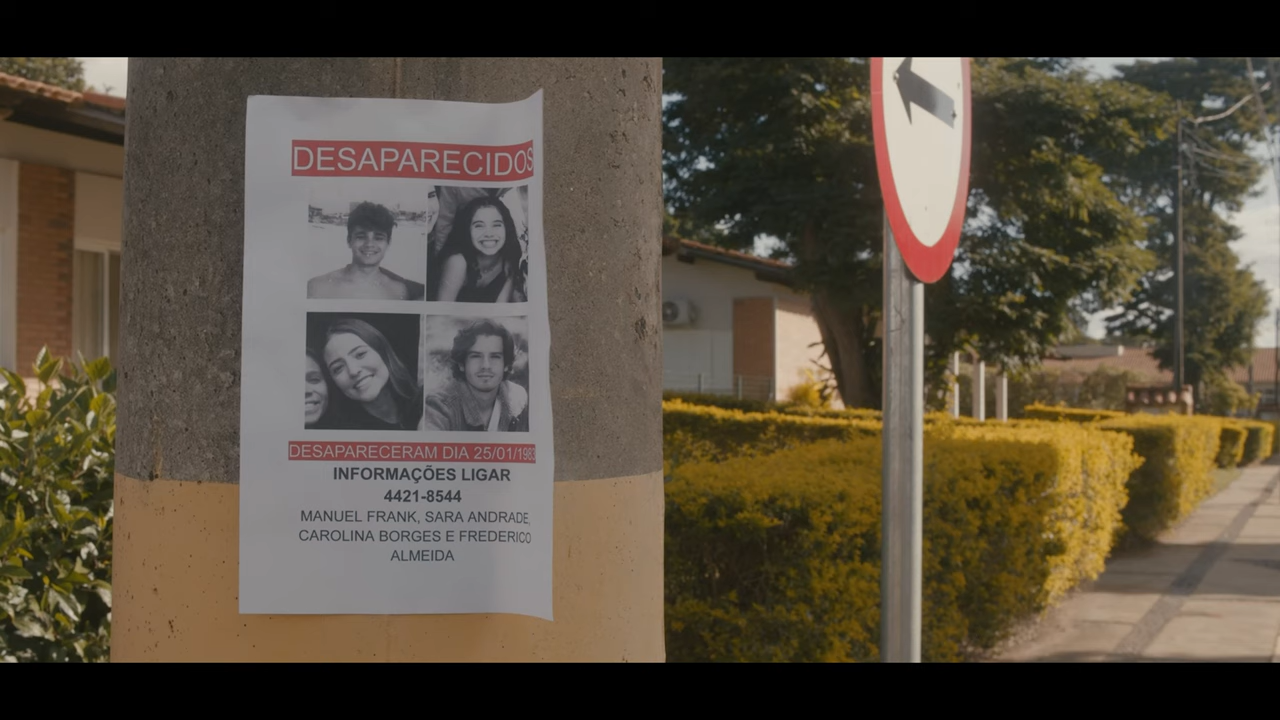 DESAPARECIDOS
DESAPARECERAM DIA 25/01/1983
INFORMAÇÕES LIGAR
4421-8544
MANUEL FRANK, SARA ANDRADE,
CAROLINA BORGES E FREDERICO
ALMEIDA